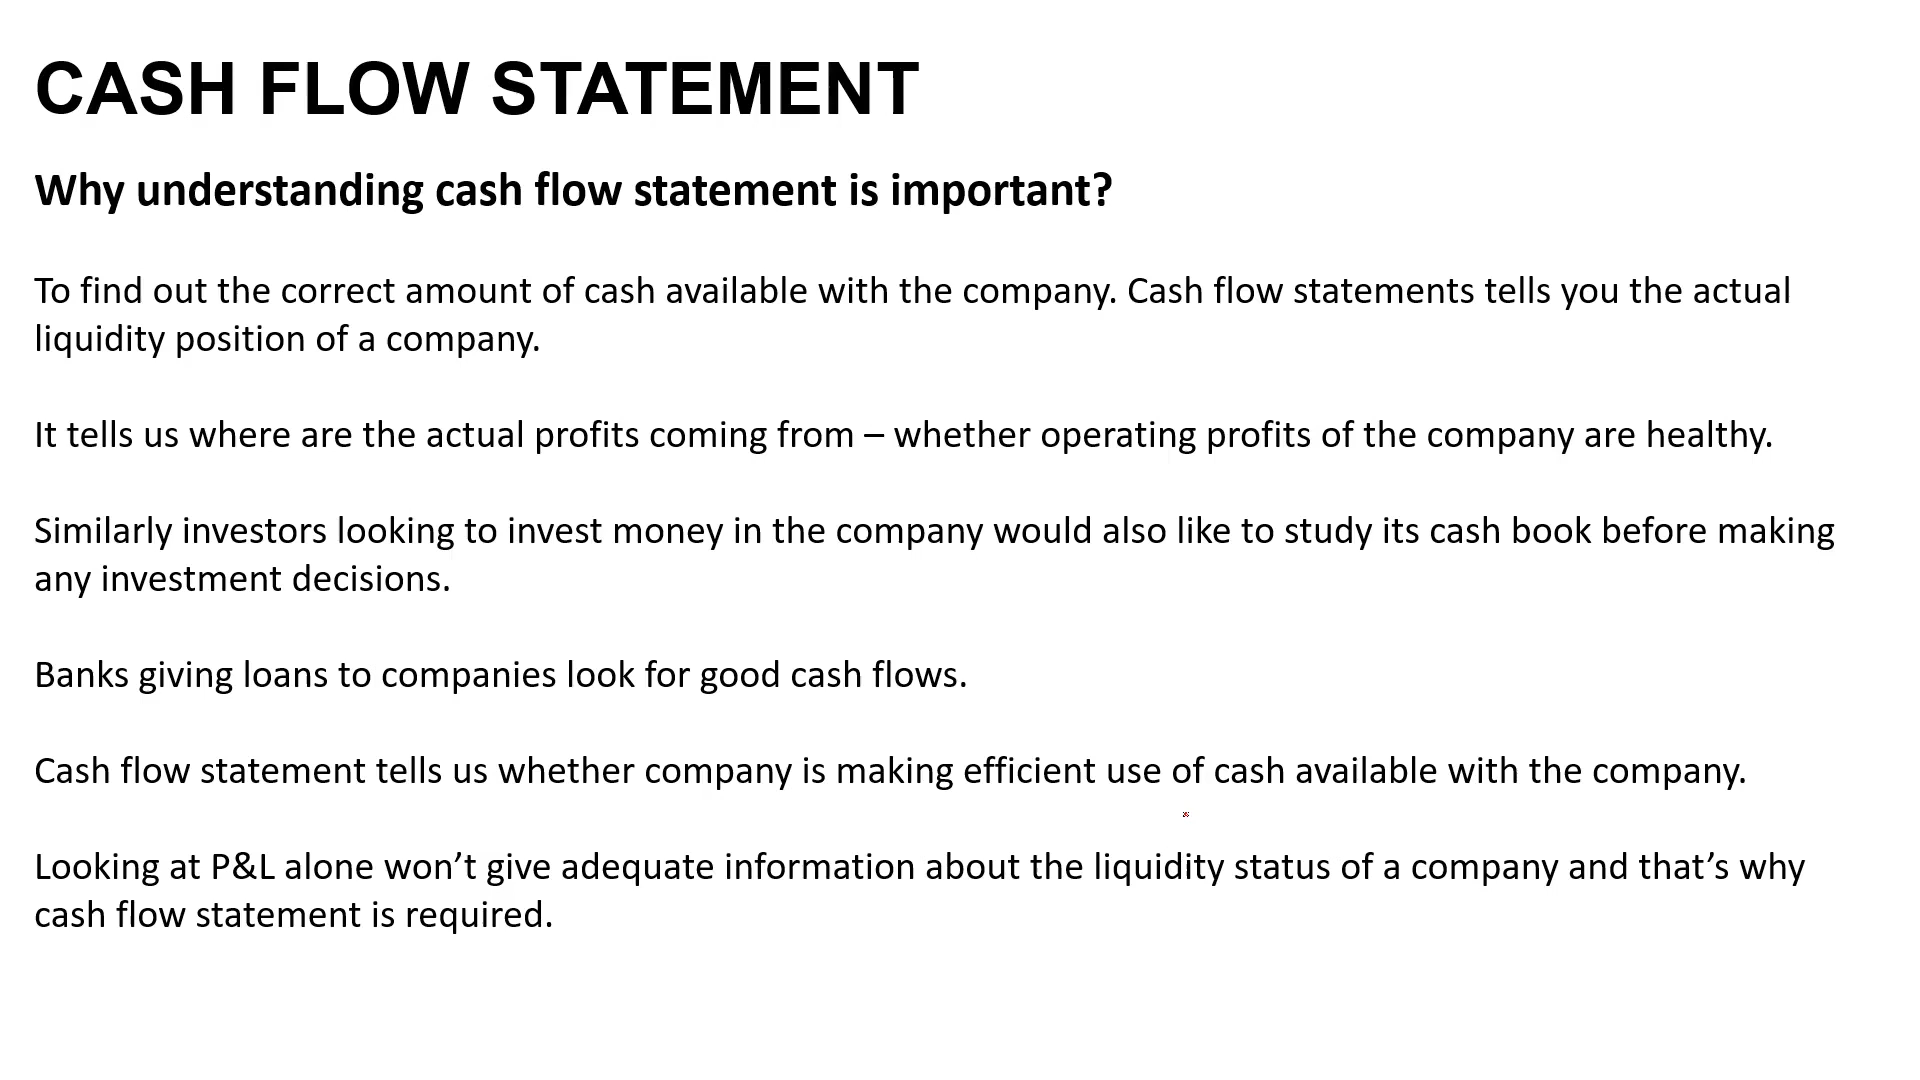 CASH FLOW STATEMENT
Why understanding cash flow statement is important?
To find out the correct amount of cash available with the company. Cash flow statements tells you the actual
liquidity position of a company.
It tells us where are the actual profits coming from – whether operating profits of the company are healthy.
Similarly investors looking to invest money in the company would also like to study its cash book before making
any investment decisions.
Banks giving loans to companies look for good cash flows.
Cash flow statement tells us whether company is making efficient use of cash available with the company.
Looking at P&L alone won’t give adequate information about the liquidity status of a company and that’s why
cash flow statement is required.